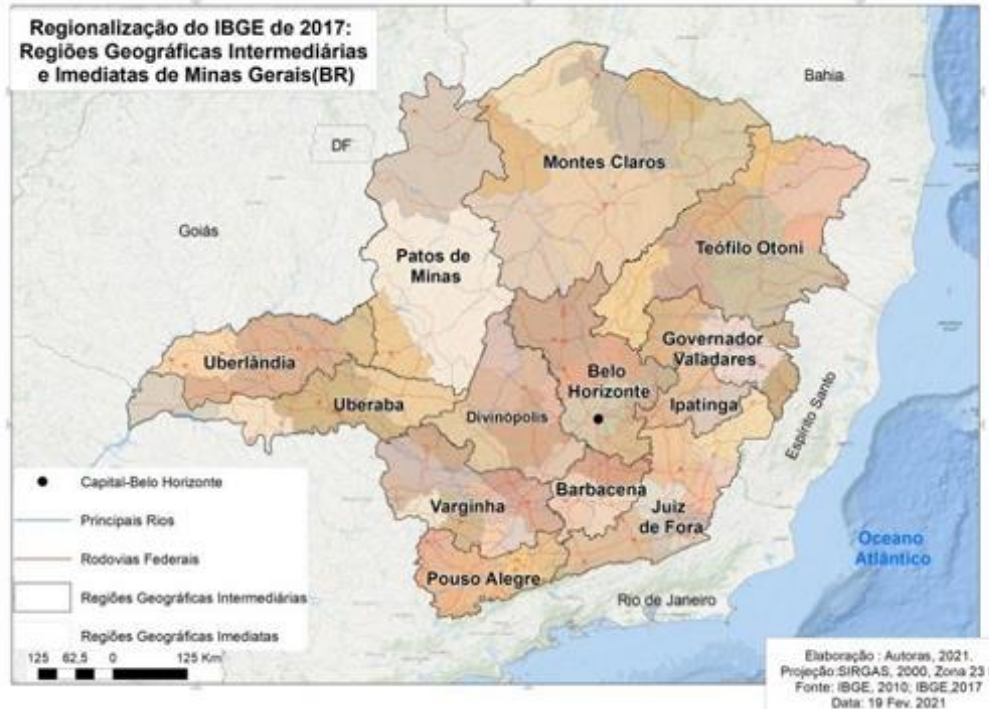 Regionalização do IBGE de 2017:
Regiões Geográficas Intermediárias
e Imediatas de Minas Gerais(BR)
Bahia
DF
Montes Claros
Goiás
Teófilo Otoni
Patos de
Minas
Governador
Valadares
Uberlândia
Belo
Horizonte
Uberaba
Ipatinga
Divinópolis
Espírito Santo
Capital-Belo Horizonte
Barbacena
Varginha
Juiz
de Fora
Principais Rios
Oceano
Atlântico
Rodovias Federais
Pouso Alegre
Regiões Geográficas Intermediárias
Rio de Janeiro
Regiões Geográficas Imediatas
125 62,5 0 125 Km
Elaboração : Autoras, 2021.
Projeção:SIRGAS, 2000, Zona 23
Fonte: IBGE, 2010; IBGE,2017
Data: 19 Fev. 2021